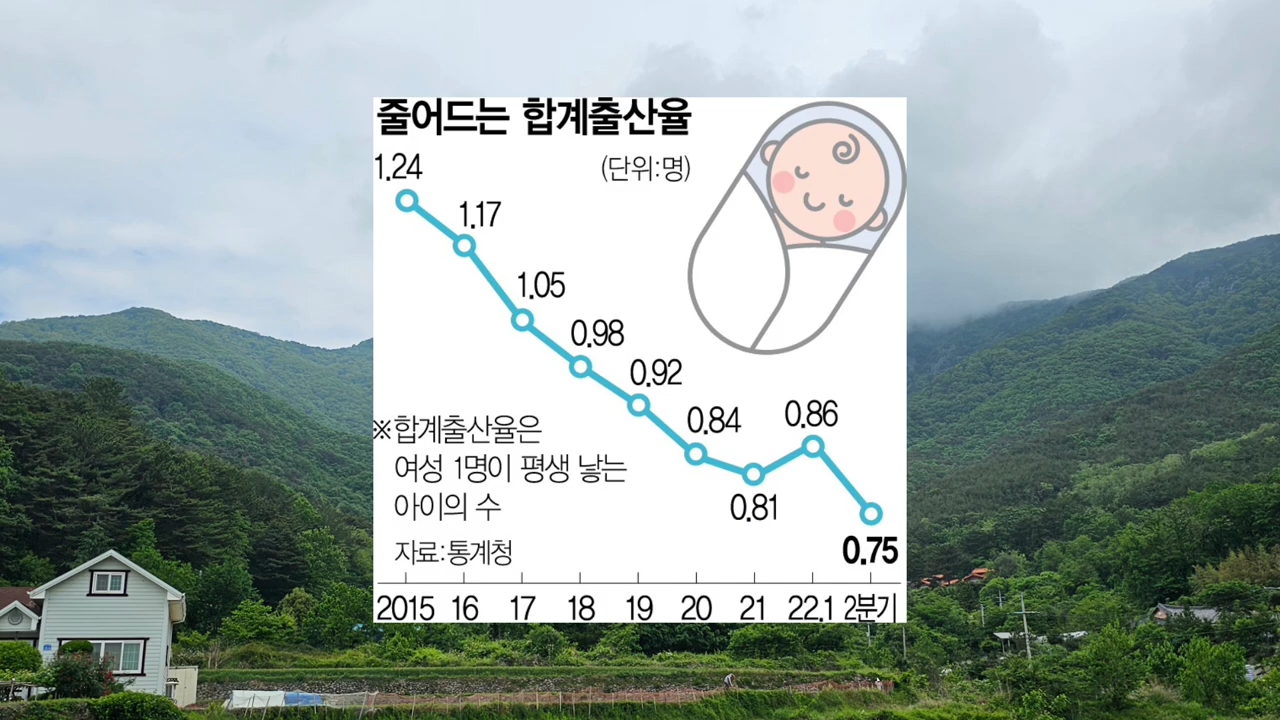 줄어드는 합계출산율
(단위:명)
1.24
1.17
1.05
0.98
0.92
0.84
0.81
0.86
0.75
※합계출산율은
여성 1명이 평생 낳는
아이의 수
자료:통계청
2015 16 17 18 19 20 21 22.1 2분기